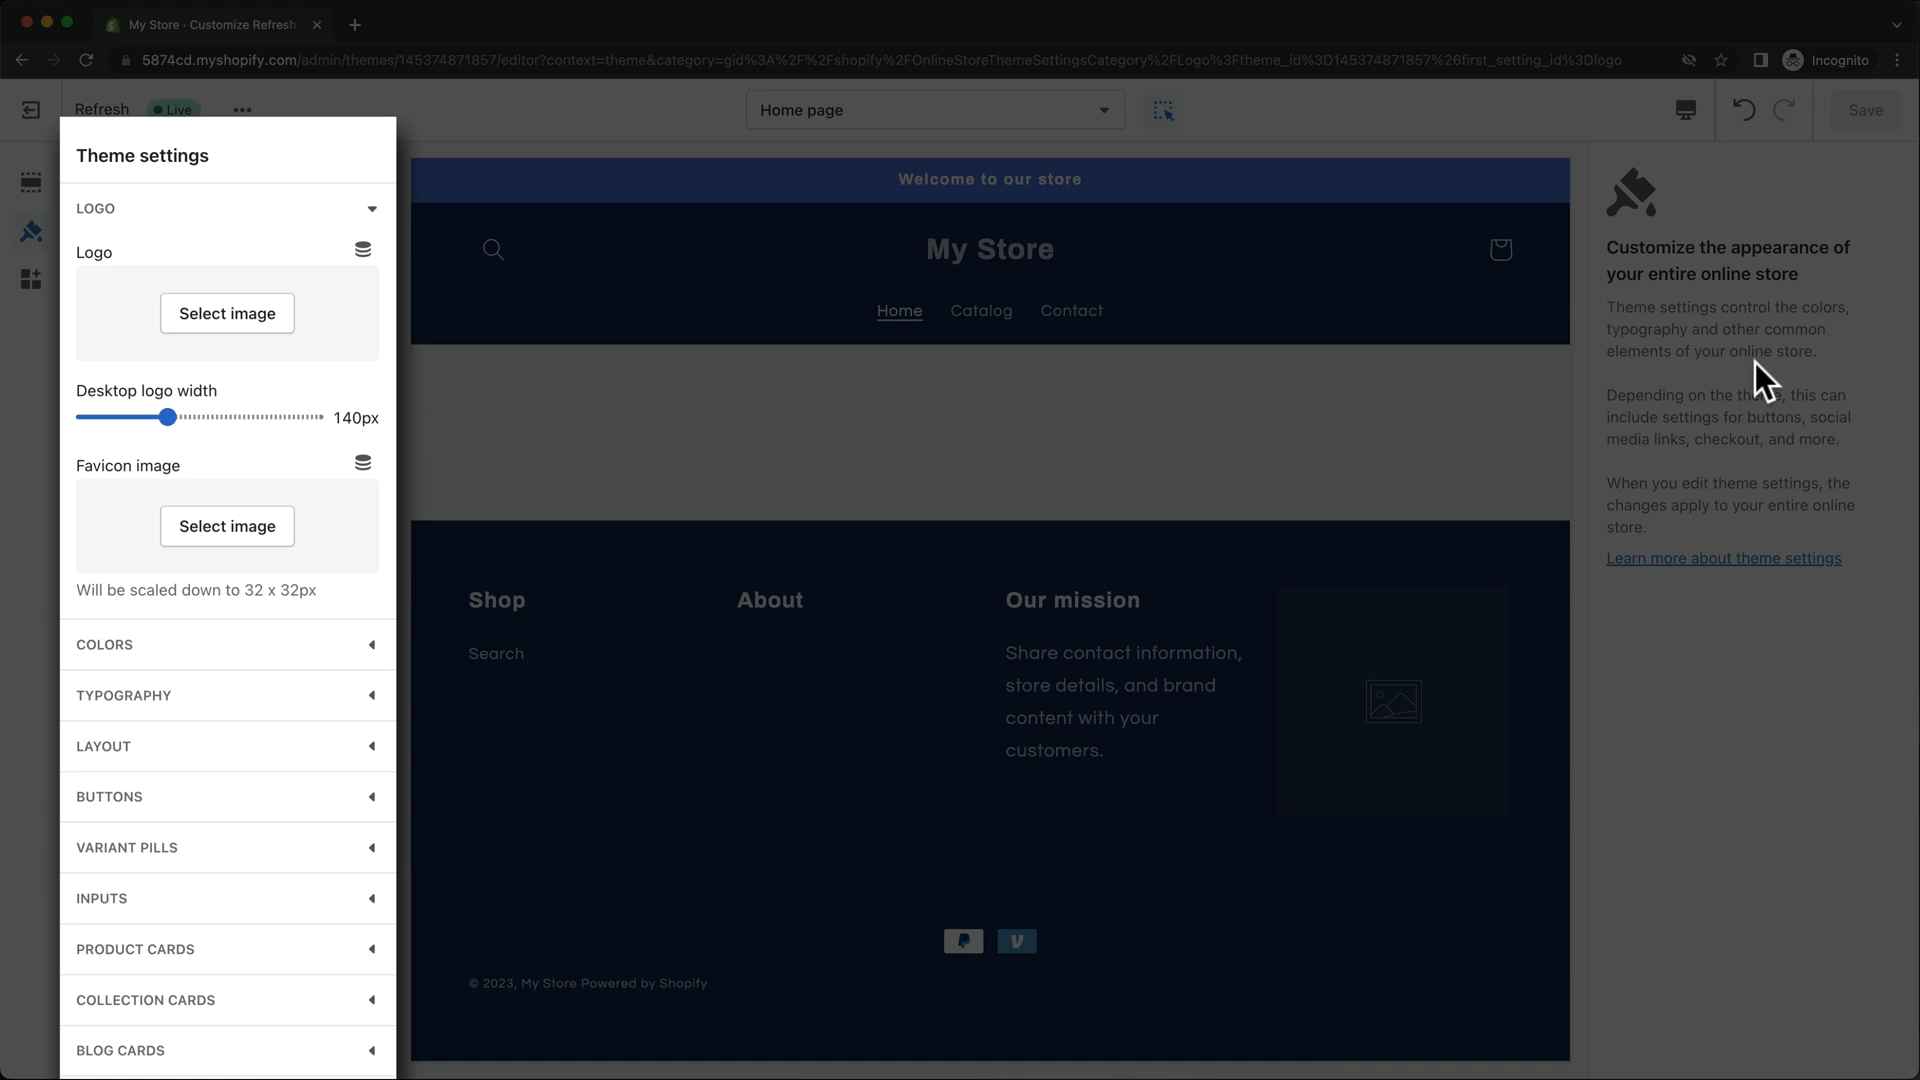 My Store · Customize Refresh
5874cd.myshopify.com/admin/themes/145374871857/editor?context=theme&category=gid%3A%2F%2Fshopify%2FOnlineStoreThemeSettingsCategory%2FLogo%3Ftheme_id%3D145374871857%26first_setting_id%3Dlogo
Incognito
Refresh
Live
Home page
Save
Theme settings
LOGO
Logo
Select image
Desktop logo width
140px
Favicon image
Select image
Will be scaled down to 32 x 32px
COLORS
TYPOGRAPHY
LAYOUT
BUTTONS
VARIANT PILLS
INPUTS
PRODUCT CARDS
COLLECTION CARDS
BLOG CARDS
Welcome to our store
My Store
Home Catalog Contact
Shop
Search
About
Our mission
Share contact information,
store details, and brand
content with your
customers.
© 2023, My Store Powered by Shopify
Customize the appearance of
your entire online store
Theme settings control the colors,
typography and other common
elements of your online store.
Depending on the theme, this can
include settings for buttons, social
media links, checkout, and more.
When you edit theme settings, the
changes apply to your entire online
store.
Learn more about theme settings